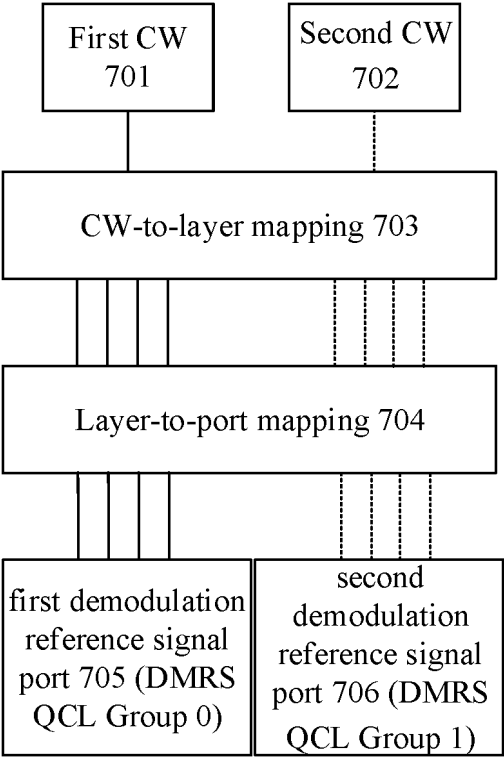 First CW
701
Second CW
702
CW-to-layer mapping 703
Layer-to-port mapping 704
first demodulation
reference signal
port 705 (DMRS
QCL Group 0)
second
demodulation
reference signal
port 706 (DMRS
QCL Group 1)